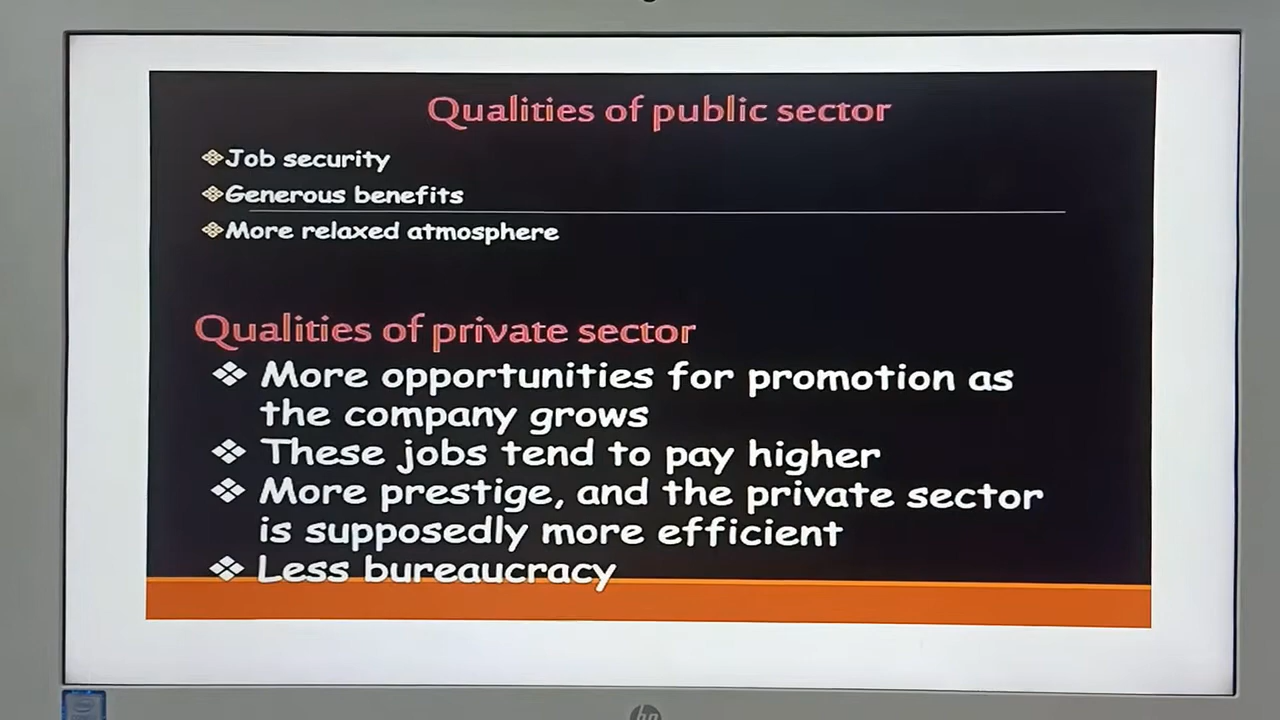 Qualities of public sector
❖Job security
❖Generous benefits
❖More relaxed atmosphere
Qualities of private sector
❖ More opportunities for promotion as
the company grows
❖ These jobs tend to pay higher
❖ More prestige, and the private sector
is supposedly more efficient
❖ Less bureaucracy
hp